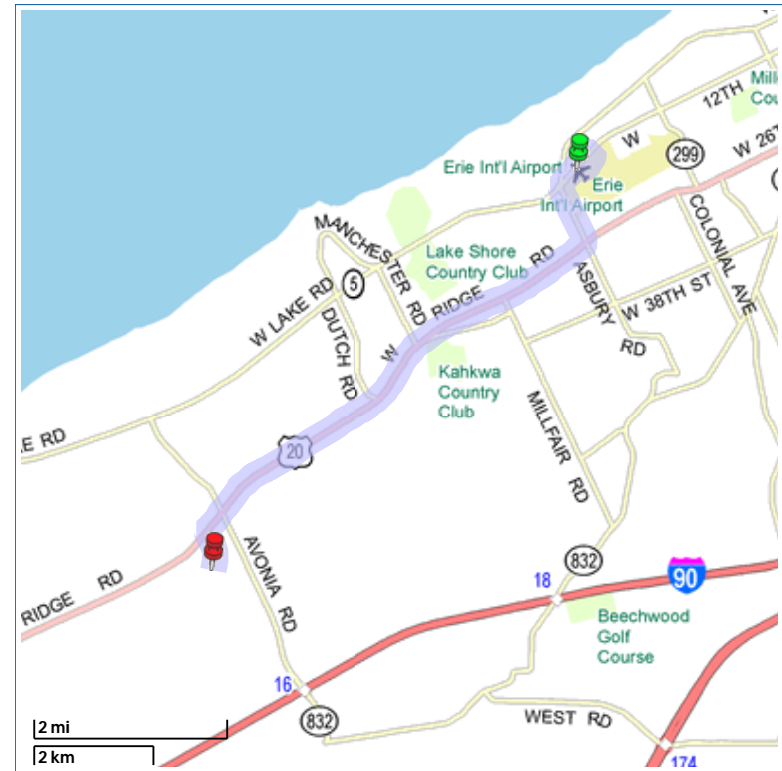 12TH
Mill
Cou
W
299
W 26T
Erie Int'l Airport
Erie
Int'l Airport
MANCHESTER RD
COLONIAL AVE
Lake Shore
Country Club
ASBURY RD
W RIDGE RD
5
W LAKE RD
W 38TH ST
DUTCH RD
Kahkwa
Country
Club
MILLFAIR RD
E RD
20
AVONIA RD
832
90
18
RIDGE RD
Beechwood
Golf
Course
16
832
WEST RD
2 mi
2 km
174